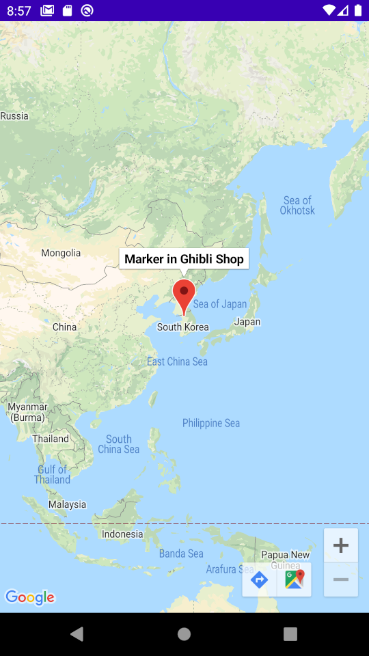 8:57
Russia
Sea of
Okhotsk
Mongolia
Marker in Ghibli Shop
Sea of Japan
China
South Korea
Japan
East China Sea
Myanmar
(Burma)
Philippine Sea
Thailand
South
China Sea
Gulf of
Thailand
Malaysia
Indonesia
Banda Sea
Papua New
Guinea
Arafura Sea
Google